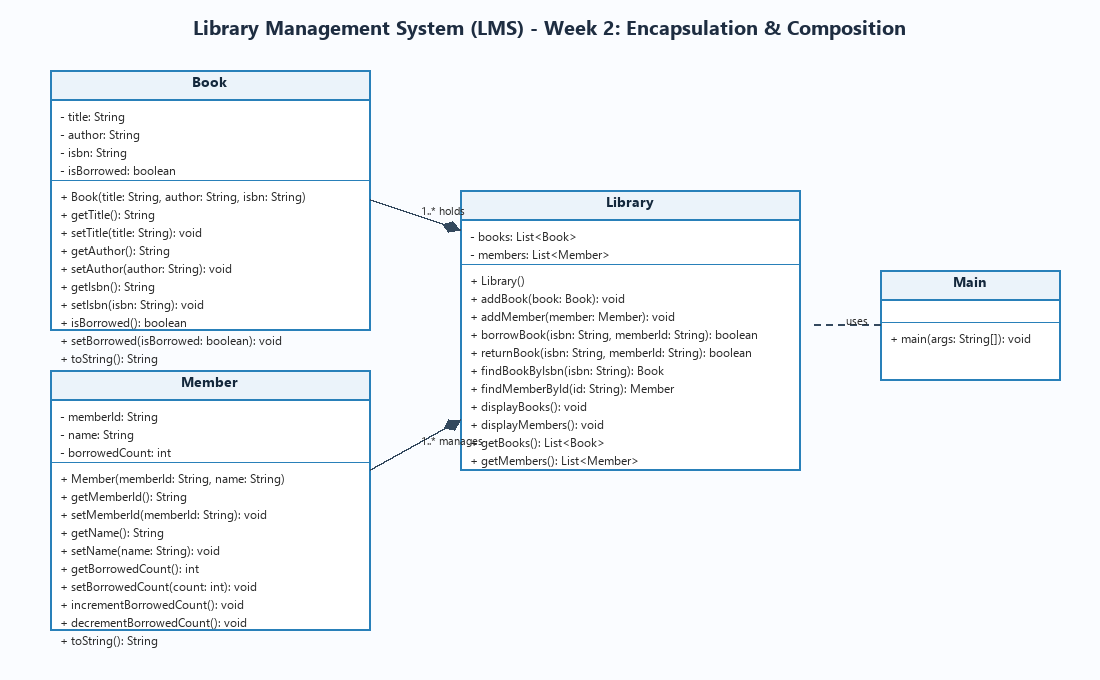 Library Management System (LMS) - Week 2: Encapsulation & Composition
Book
- title: String
- author: String
- isbn: String
- isBorrowed: boolean
+ Book(title: String, author: String, isbn: String)
+ getTitle(): String
+ setTitle(title: String): void
+ getAuthor(): String
+ setAuthor(author: String): void
+ getIsbn(): String
+ setIsbn(isbn: String): void
+ isBorrowed(): boolean
+ setBorrowed(isBorrowed: boolean): void
+ toString(): String
Member
- memberId: String
- name: String
- borrowedCount: int
+ Member(memberId: String, name: String)
+ getMemberId(): String
+ setMemberId(memberId: String): void
+ getName(): String
+ setName(name: String): void
+ getBorrowedCount(): int
+ setBorrowedCount(count: int): void
+ incrementBorrowedCount(): void
+ decrementBorrowedCount(): void
+ toString(): String
1..* holds
1..* manages
Library
- books: List<Book>
- members: List<Member>
+ Library()
+ addBook(book: Book): void
+ addMember(member: Member): void
+ borrowBook(isbn: String, memberId: String): boolean
+ returnBook(isbn: String, memberId: String): boolean
+ findBookByIsbn(isbn: String): Book
+ findMemberById(id: String): Member
+ displayBooks(): void
+ displayMembers(): void
+ getBooks(): List<Book>
+ getMembers(): List<Member>
uses
Main
+ main(args: String[]): void